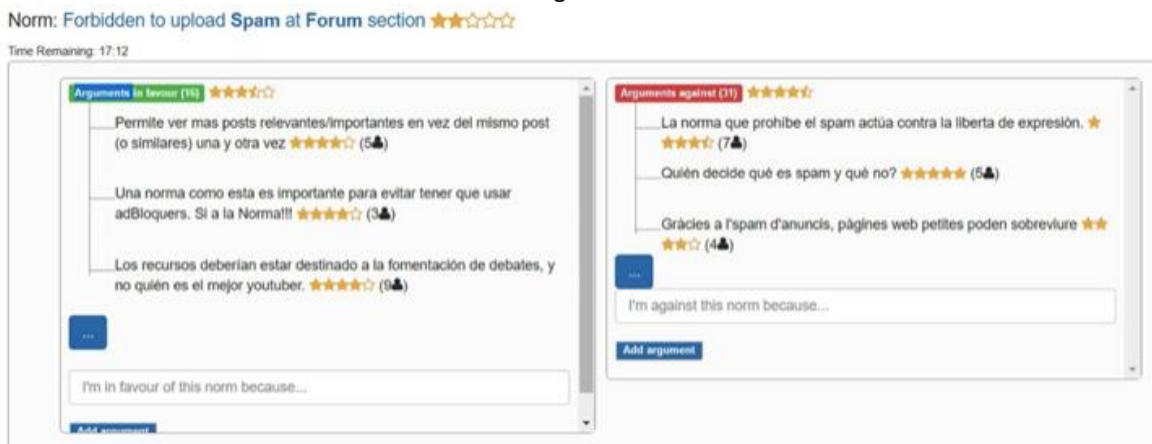 Norm: Forbidden to upload Spam at Forum section ★★☆☆☆
Time Remaining: 17:12
Arguments in favour (16)
Permite ver mas posts relevantes/importantes en vez del mismo post
(o similares) una y otra vez ★★★★☆ (5)
Una norma como esta es importante para evitar tener que usar
adBloquers. Si a la Norma!!! ★★★★☆ (3)
Los recursos deberían estar destinado a la fomentación de debates, y
no quién es el mejor youtuber. ★★★★☆ (9)
...
I'm in favour of this norm because...
Add argument
Arguments against (31)
La norma que prohíbe el spam actúa contra la liberta de expresión. ★
(7)
Quién decide qué es spam y qué no? ★★★★★ (5)
Gràcies a l'spam d'anuncis, pàgines web petites poden sobreviure ★★
★★☆ (4)
...
I'm against this norm because...
Add argument